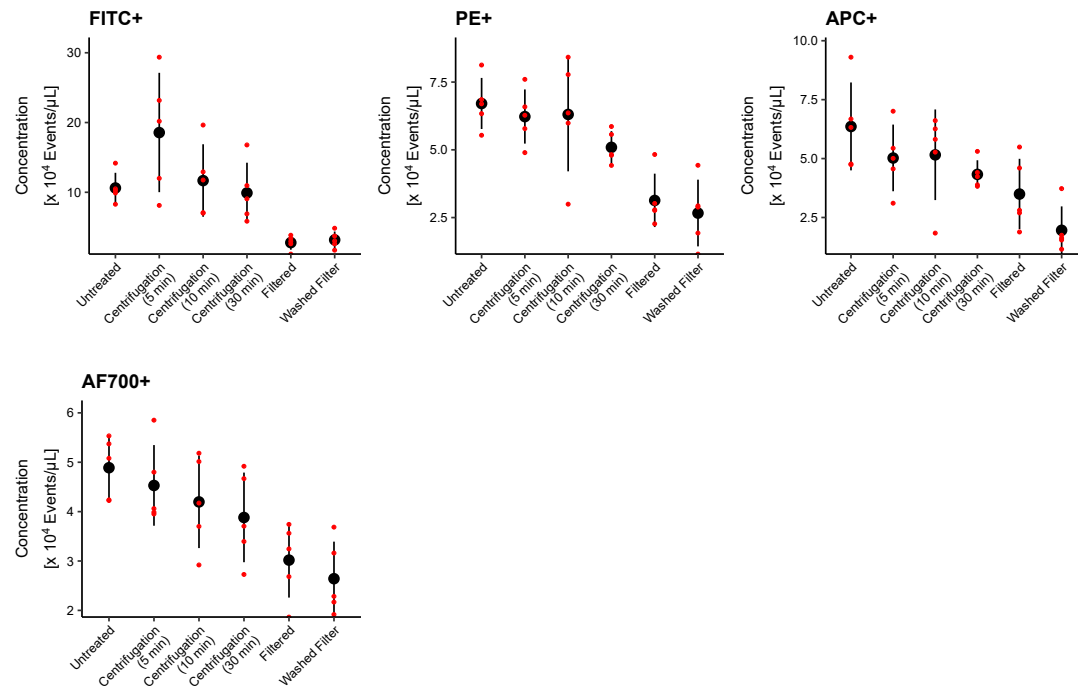 FITC+
Concentration
[x 10⁴ Events/µL]
30
20
10
Untreated
Centrifugation
(5 min)
Centrifugation
(10 min)
Centrifugation
(30 min)
Filtered
Washed Filter
PE+
Concentration
[x 10⁴ Events/µL]
7.5
5.0
2.5
Untreated
Centrifugation
(5 min)
Centrifugation
(10 min)
Centrifugation
(30 min)
Filtered
Washed Filter
APC+
Concentration
[x 10⁴ Events/µL]
10.0
7.5
5.0
2.5
Untreated
Centrifugation
(5 min)
Centrifugation
(10 min)
Centrifugation
(30 min)
Filtered
Washed Filter
AF700+
Concentration
[x 10⁴ Events/µL]
6
5
4
3
2
Untreated
Centrifugation
(5 min)
Centrifugation
(10 min)
Centrifugation
(30 min)
Filtered
Washed Filter